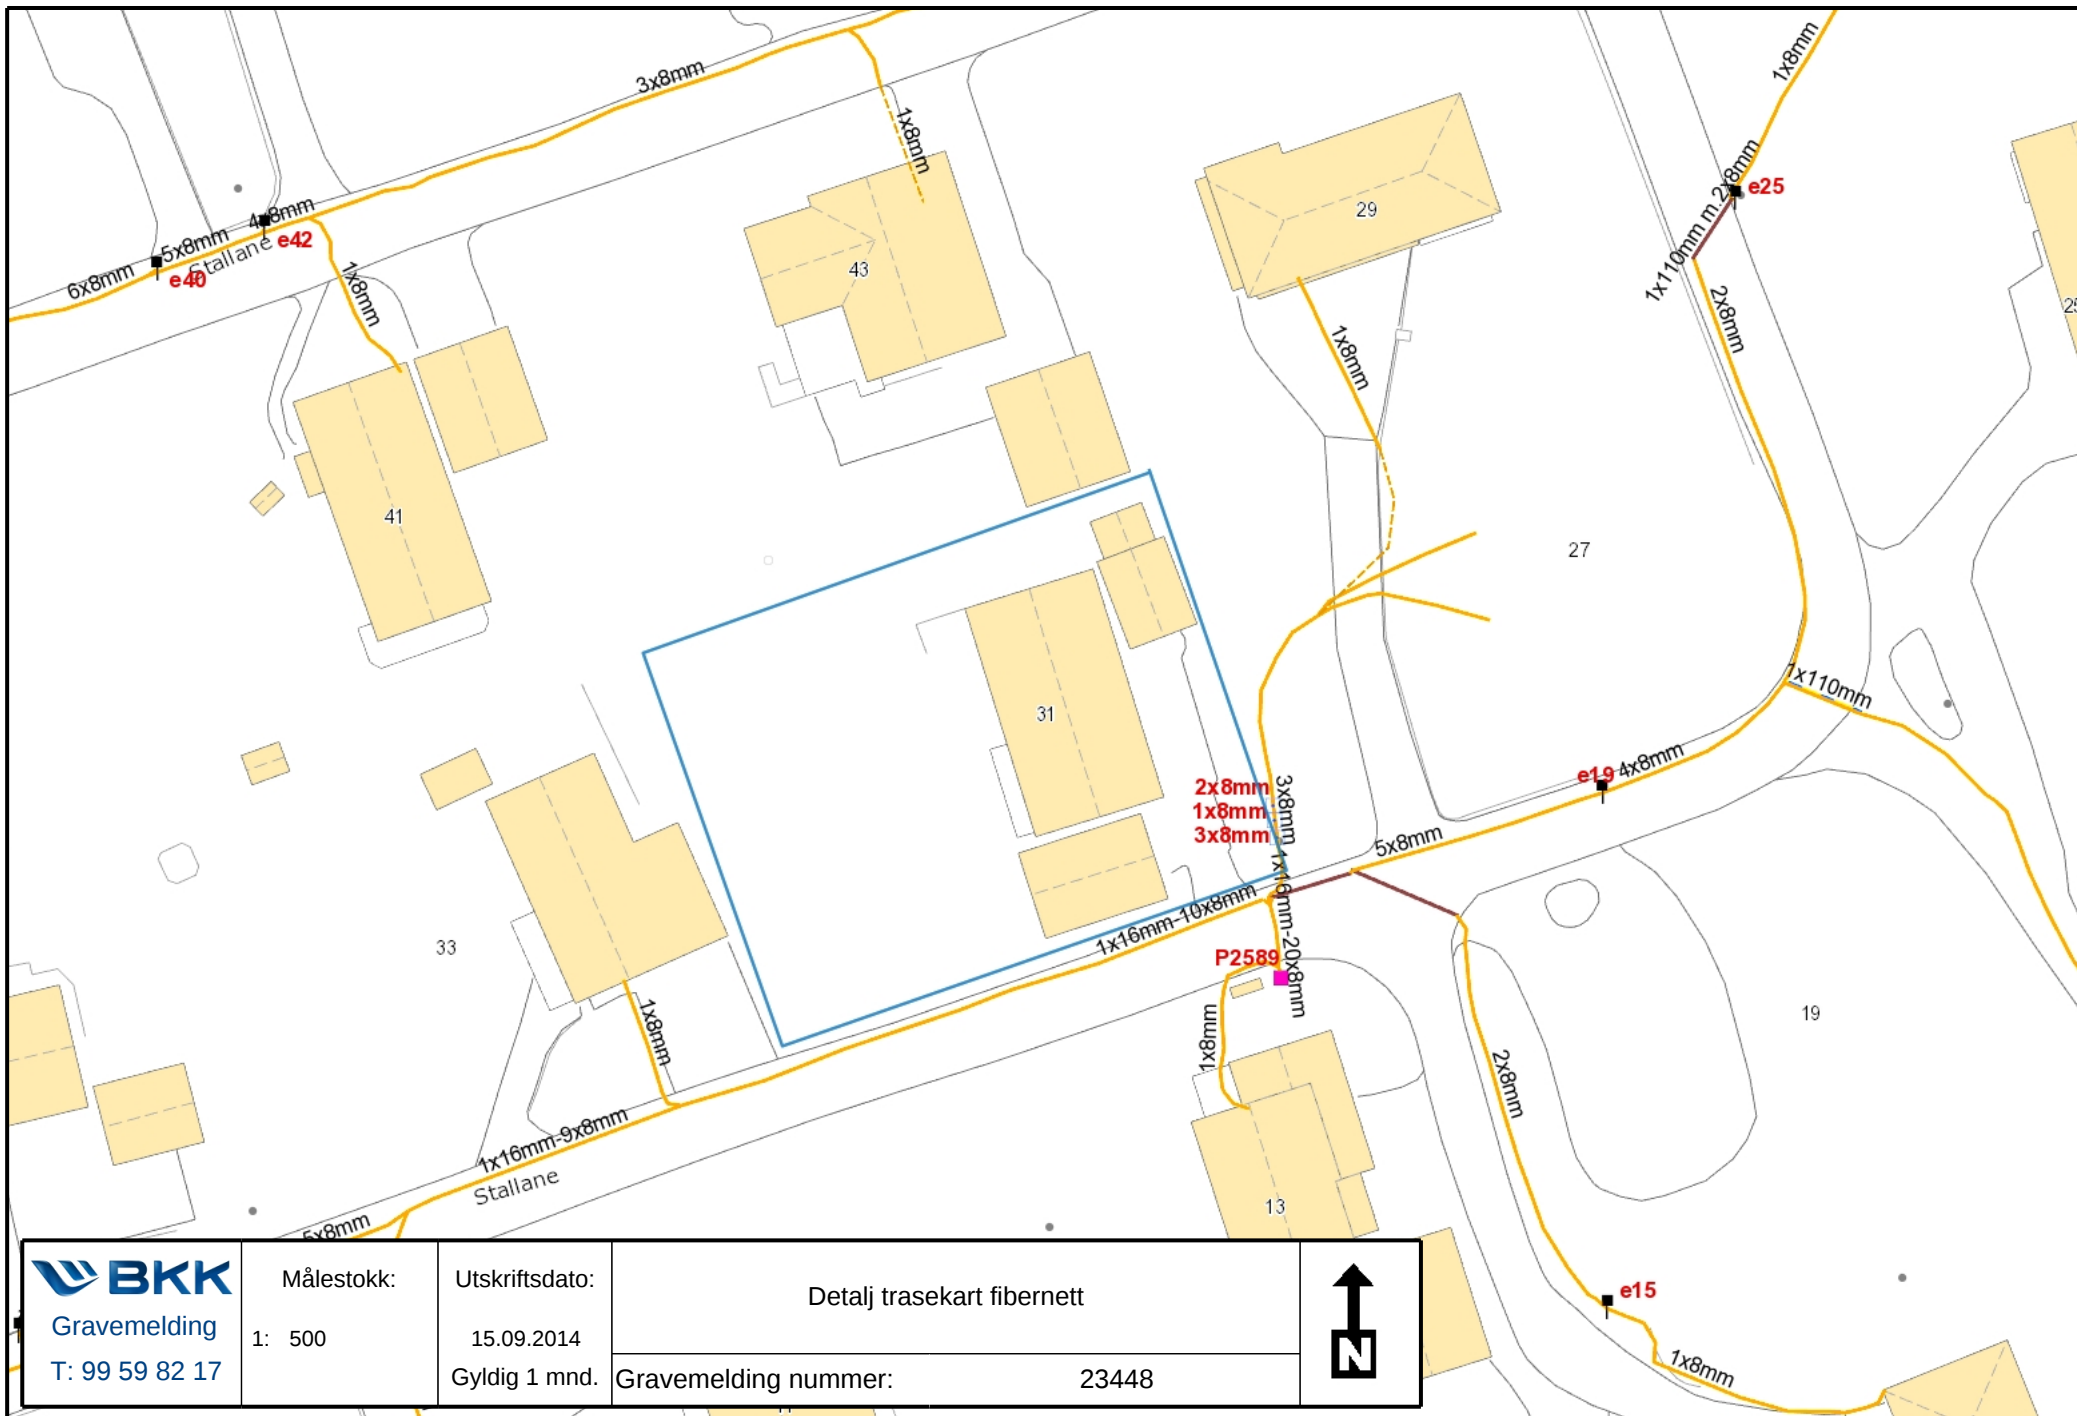 3x8mm
1x8mm
1x8mm
1x110mm m.2x8mm
e25
4x8mm
5x8mm
Stallane
e42
6x8mm
e40
1x8mm
43
29
2x8mm
1x8mm
41
27
31
1x110mm
2x8mm
1x8mm
3x8mm
3x8mm
e19
4x8mm
5x8mm
1x16mm-10x8mm
1x16mm-20x8mm
33
P2589
1x8mm
1x8mm
19
2x8mm
1x16mm-9x8mm
Stallane
13
5x8mm
e15
1x8mm
BKK
Gravemelding
T: 99 59 82 17
Målestokk:
1: 500
Utskriftsdato:
15.09.2014
Gyldig 1 mnd.
Detalj trasekart fibernett
Gravemelding nummer: 23448
N